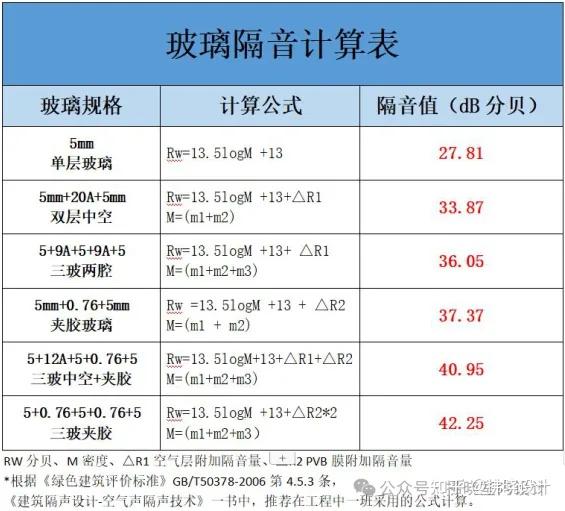 玻璃隔音计算表
玻璃规格 计算公式 隔音值（dB 分贝）
5mm
单层玻璃
Rw=13.5logM +13
27.81
5mm+20A+5mm
双层中空
Rw=13.5logM +13+△R1
M=(m1+m2)
33.87
5+9A+5+9A+5
三玻两腔
Rw=13.5logM +13+ △R1
M=(m1+m2+m3)
36.05
5mm+0.76+5mm
夹胶玻璃
Rw =13.5logM +13 + △R2
M=(m1 + m2)
37.37
5+12A+5+0.76+5
三玻中空+夹胶
Rw=13.5logM+13+△R1+△R2
M=(m1+m2+m3)
40.95
5+0.76+5+0.76+5
三玻夹胶
Rw=13.5logM +13+△R2*2
M=(m1+m2+m3）
42.25
RW 分贝、M 密度、△R1 空气层附加隔音量、R2 PVB 膜附加隔音量
*根据《绿色建筑评价标准》GB/T50378-2006 第 4.5.3 条，
《建筑隔声设计-空气声隔声技术》一书中，推荐在工程中一班采用的公式计算。
公众号
知乎